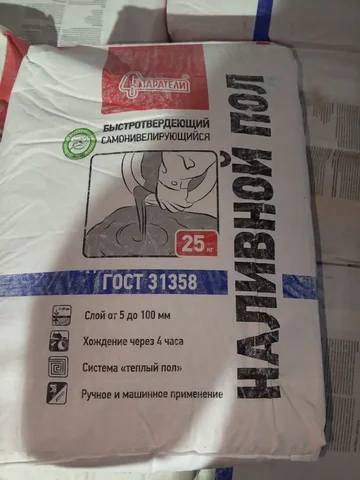 СТАРАТЕЛИ
БЫСТРОТВЕРДЕЮЩИЙ
САМОНИВЕЛИРУЮЩИЙСЯ
НАЛИВНОЙ ПОЛ
25 кг
ГОСТ 31358
Слой от 5 до 100 мм
Хождение через 4 часа
Система «теплый пол»
Ручное и машинное применение